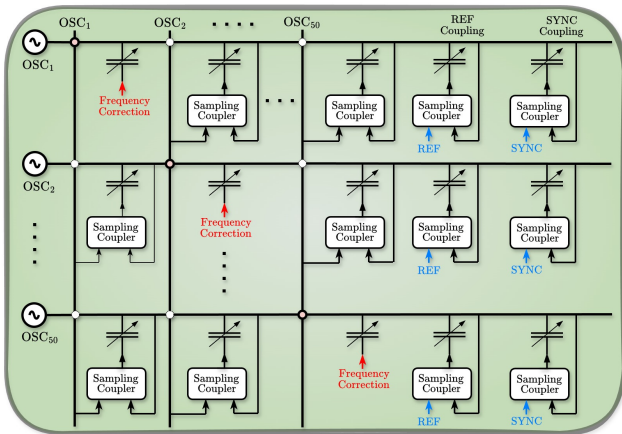 OSC₁ OSC₂ OSC₅₀ REF Coupling SYNC Coupling
OSC₁
Frequency Correction
Sampling Coupler
Sampling Coupler
Sampling Coupler
Sampling Coupler
REF
SYNC
OSC₂
Sampling Coupler
Frequency Correction
Sampling Coupler
Sampling Coupler
Sampling Coupler
REF
SYNC
OSC₅₀
Sampling Coupler
Sampling Coupler
Frequency Correction
Sampling Coupler
Sampling Coupler
REF
SYNC